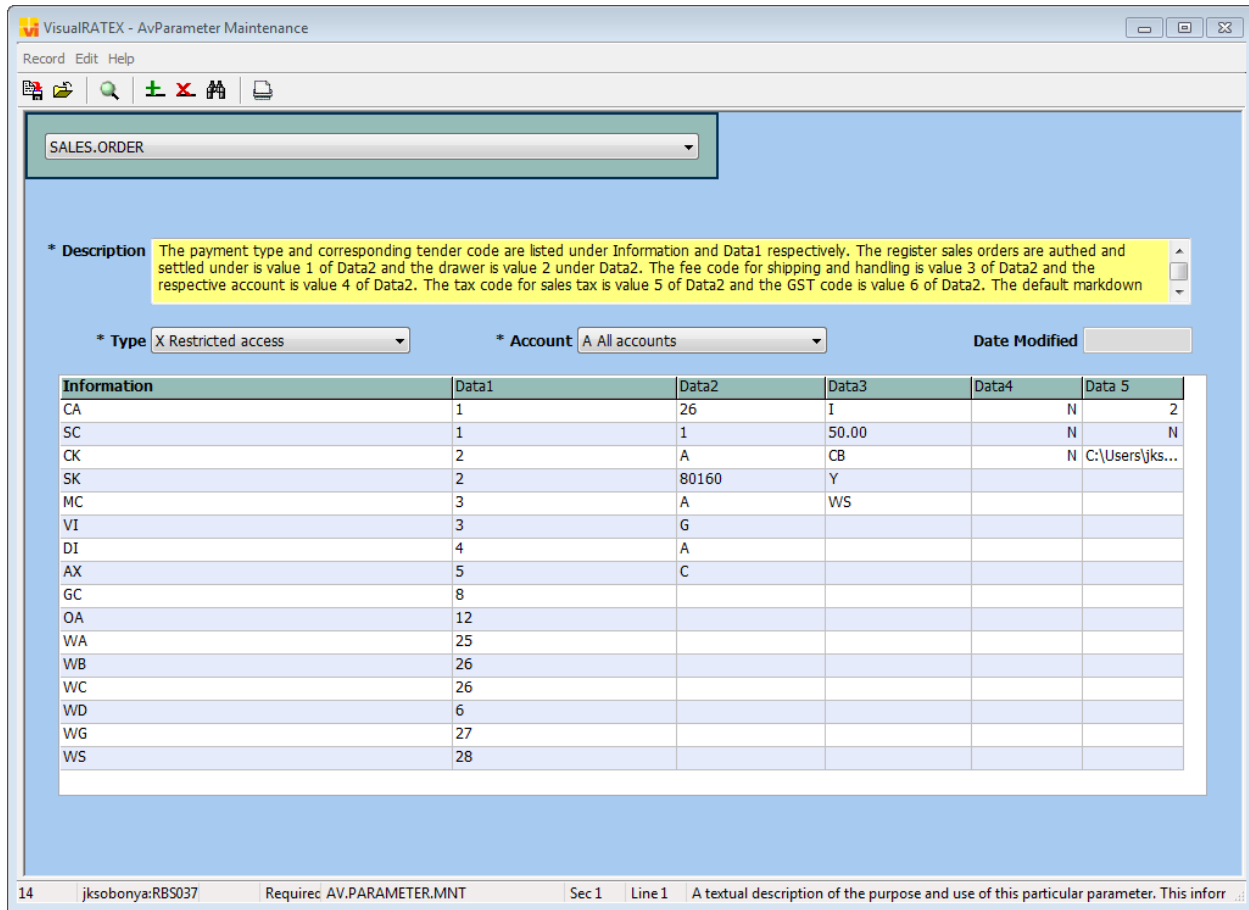 VisualRATEX - AvParameter Maintenance
Record Edit Help
SALES.ORDER
* Description The payment type and corresponding tender code are listed under Information and Data1 respectively. The register sales orders are authed and
settled under is value 1 of Data2 and the drawer is value 2 under Data2. The fee code for shipping and handling is value 3 of Data2 and the
respective account is value 4 of Data2. The tax code for sales tax is value 5 of Data2 and the GST code is value 6 of Data2. The default markdown
* Type X Restricted access * Account A All accounts Date Modified
Information Data1 Data2 Data3 Data4 Data 5
CA 1 26 I N 2
SC 1 1 50.00 N N
CK 2 A CB N C:\Users\jks...
SK 2 80160 Y
MC 3 A WS
VI 3 G
DI 4 A
AX 5 C
GC 8
OA 12
WA 25
WB 26
WC 26
WD 6
WG 27
WS 28
14 jksobonya:RBS037 Required AV.PARAMETER.MNT Sec 1 Line 1 A textual description of the purpose and use of this particular parameter. This inforr